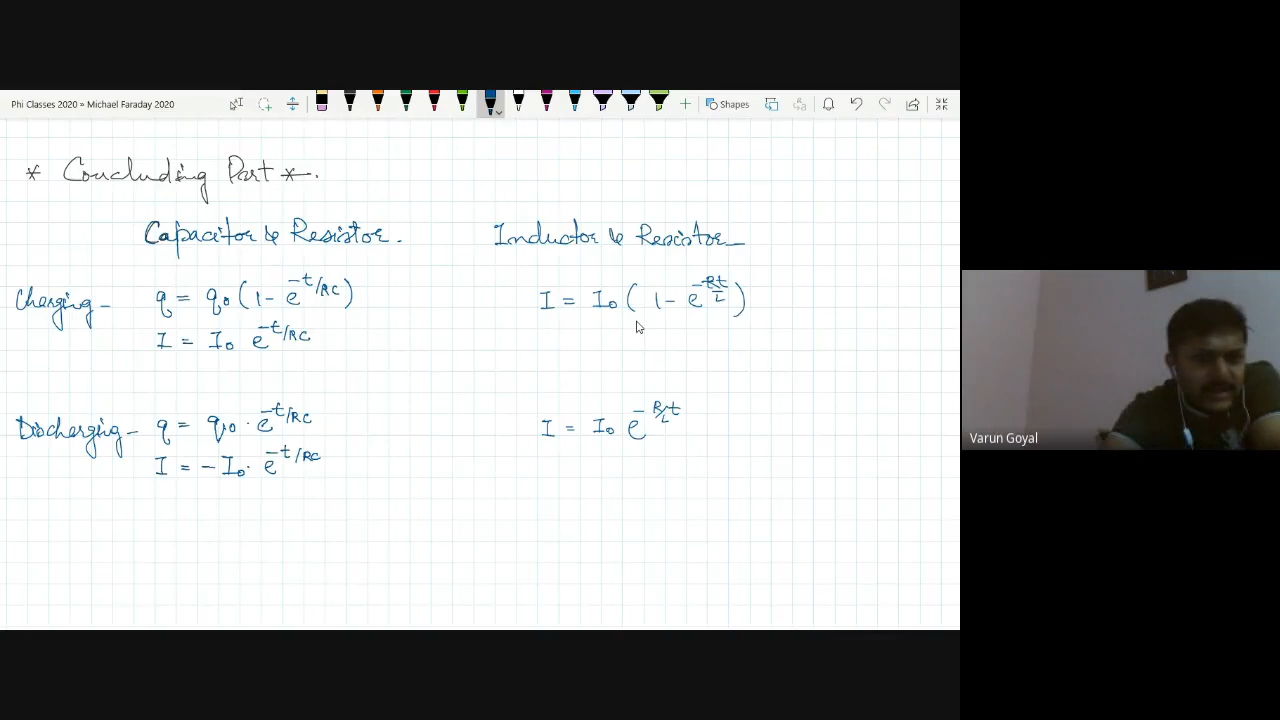 Phi Classes 2020 » Michael Faraday 2020
Shapes
* Concluding Part *.
Capacitor & Resistor. Inductor & Resistor
Charging - q = q₀ (1 - e^-t/RC) I = I₀ (1 - e^-Rt/L)
I = I₀ e^-t/RC
Discharging - q = q₀ · e^-t/RC I = I₀ e^-R/L t
I = - I₀ · e^-t/RC
Varun Goyal